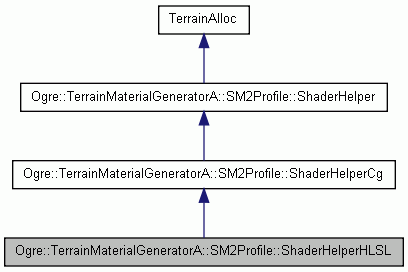 TerrainAlloc
Ogre::TerrainMaterialGeneratorA::SM2Profile::ShaderHelper
Ogre::TerrainMaterialGeneratorA::SM2Profile::ShaderHelperCg
Ogre::TerrainMaterialGeneratorA::SM2Profile::ShaderHelperHLSL